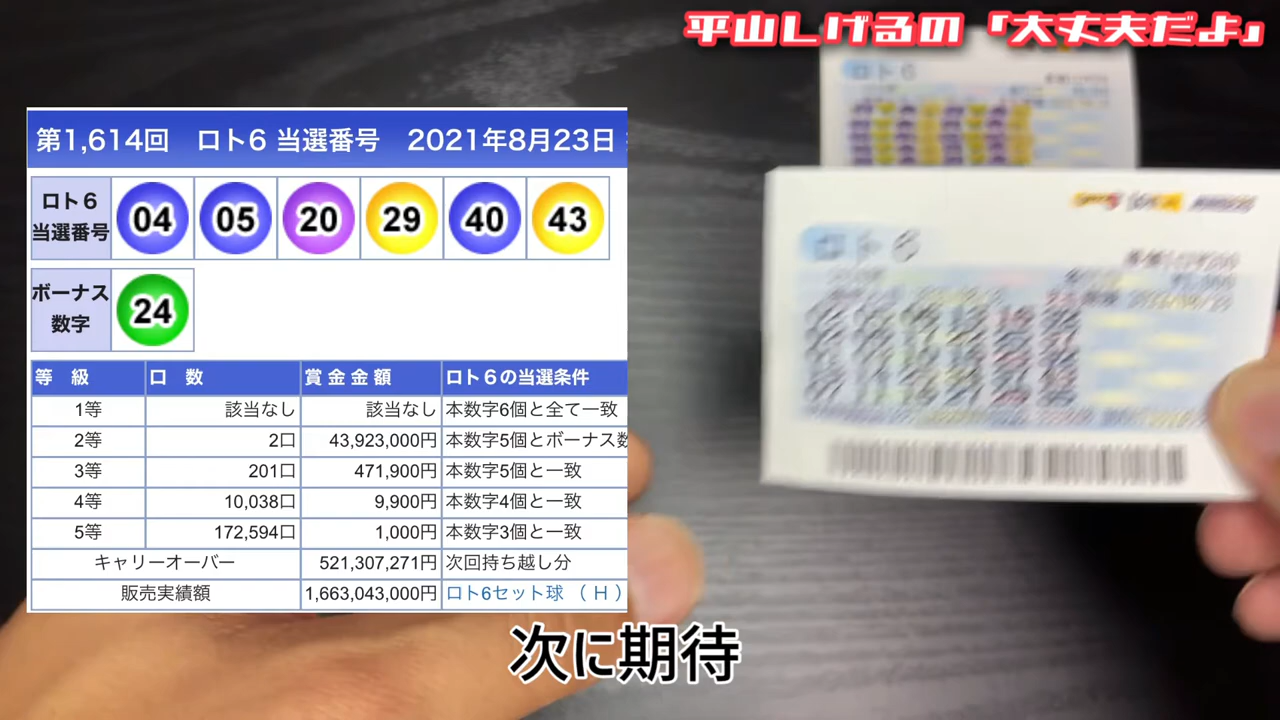 平山しげるの「大丈夫だよ」
第1,614回 ロト6 当選番号 2021年8月23日
ロト6
当選番号
04 05 20 29 40 43
ボーナス
数字
24
等 級 口 数 賞金金額 ロト6の当選条件
1等 該当なし 該当なし 本数字6個と全て一致
2等 2口 43,923,000円 本数字5個とボーナス数
3等 201口 471,900円 本数字5個と一致
4等 10,038口 9,900円 本数字4個と一致
5等 172,594口 1,000円 本数字3個と一致
キャリーオーバー 521,307,271円 次回持ち越し分
販売実績額 1,663,043,000円 ロト6セット球 （ H ）
ロト6
ロト6
次に期待